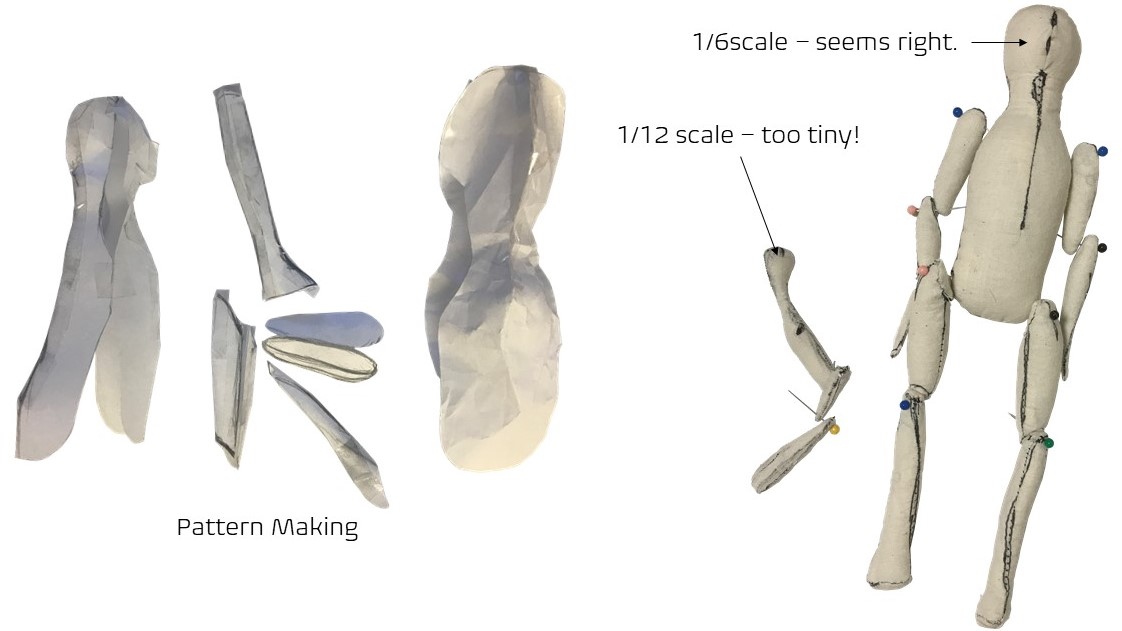 1/6scale – seems right.
1/12 scale – too tiny!
Pattern Making